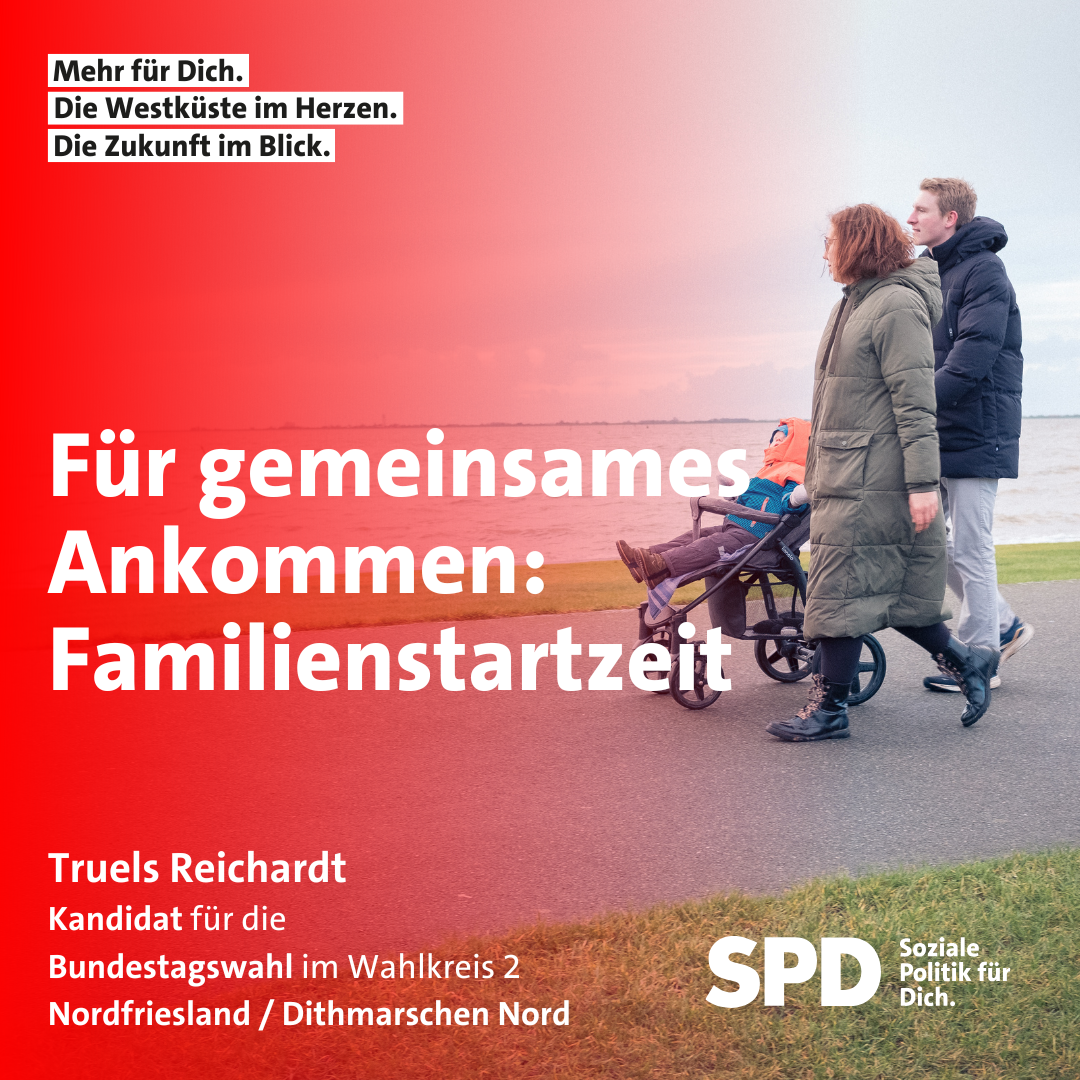 Mehr für Dich.
Die Westküste im Herzen.
Die Zukunft im Blick.
Für gemeinsames
Ankommen:
Familienstartzeit
Truels Reichardt
Kandidat für die
Bundestagswahl im Wahlkreis 2
Nordfriesland / Dithmarschen Nord
SPD
Soziale
Politik für
Dich.